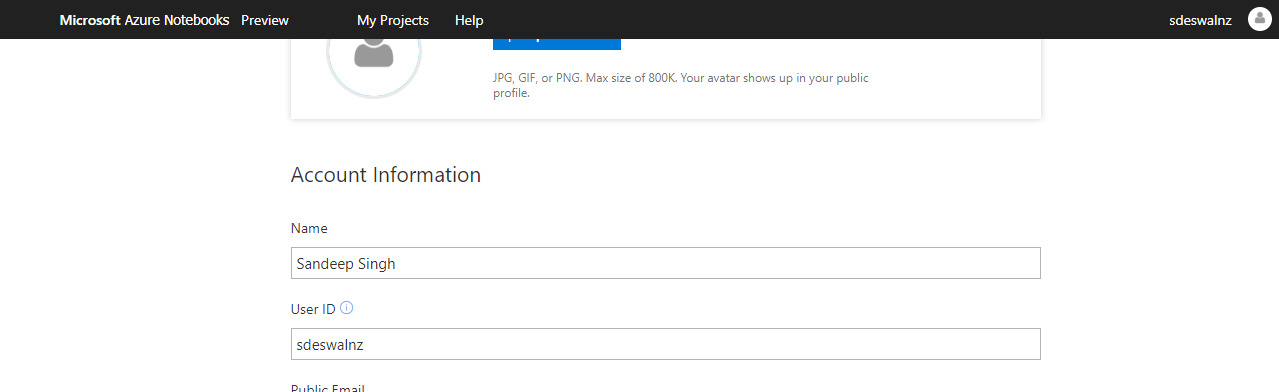 Microsoft Azure Notebooks Preview My Projects Help sdeswalnz
JPG, GIF, or PNG. Max size of 800K. Your avatar shows up in your public
profile.
Account Information
Name
Sandeep Singh
User ID
sdeswalnz
Public Email